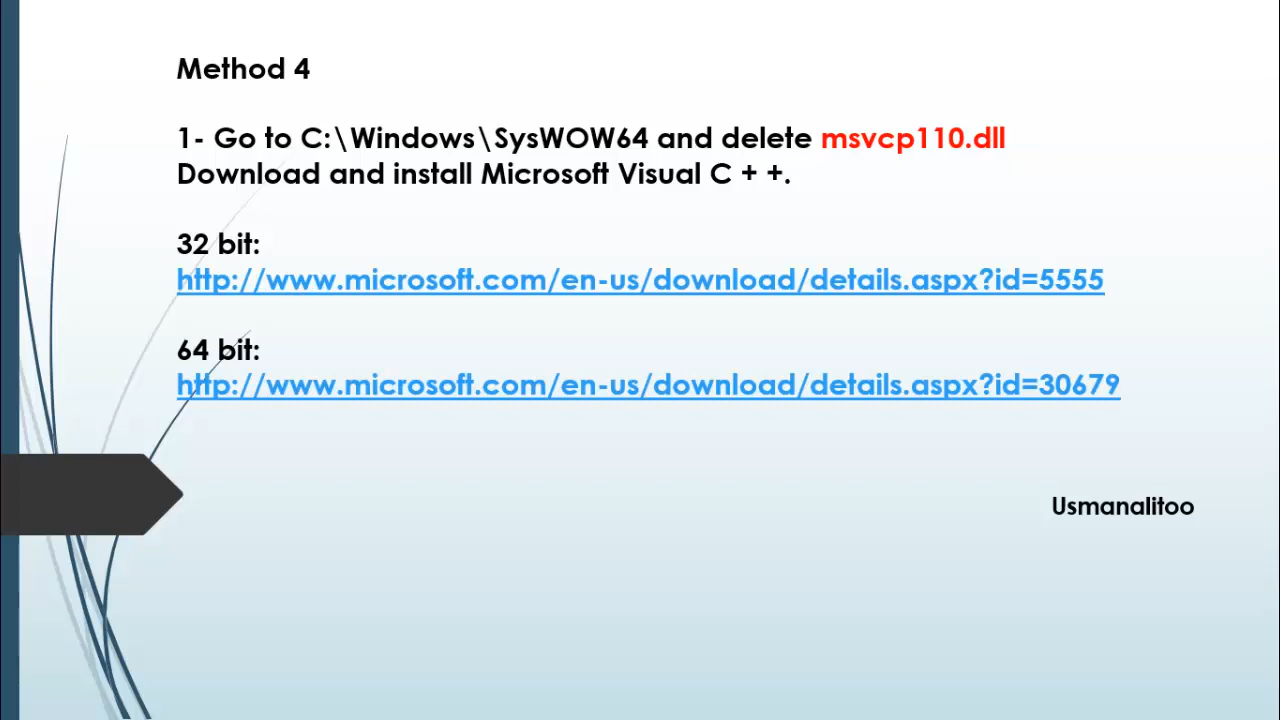 Method 4
1- Go to C:\Windows\SysWOW64 and delete msvcp110.dll
Download and install Microsoft Visual C + +.
32 bit:
http://www.microsoft.com/en-us/download/details.aspx?id=5555
64 bit:
http://www.microsoft.com/en-us/download/details.aspx?id=30679
Usmanalitoo